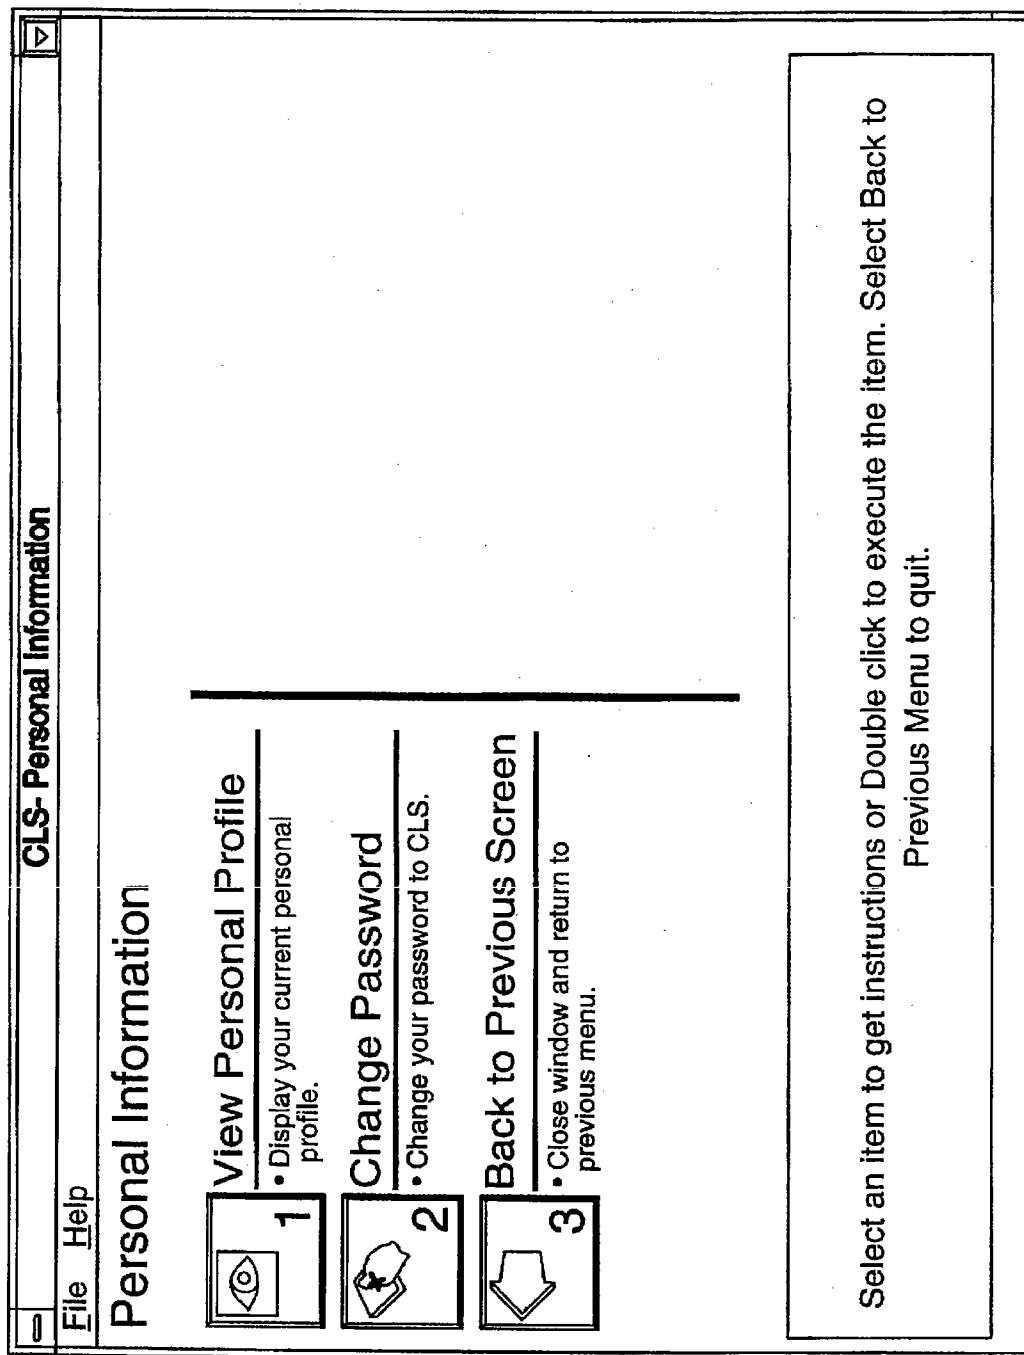 CLS- Personal Information
File Help
Personal Information
1
View Personal Profile
• Display your current personal
profile.
2
Change Password
• Change your password to CLS.
3
Back to Previous Screen
• Close window and return to
previous menu.
Select an item to get instructions or Double click to execute the item. Select Back to
Previous Menu to quit.